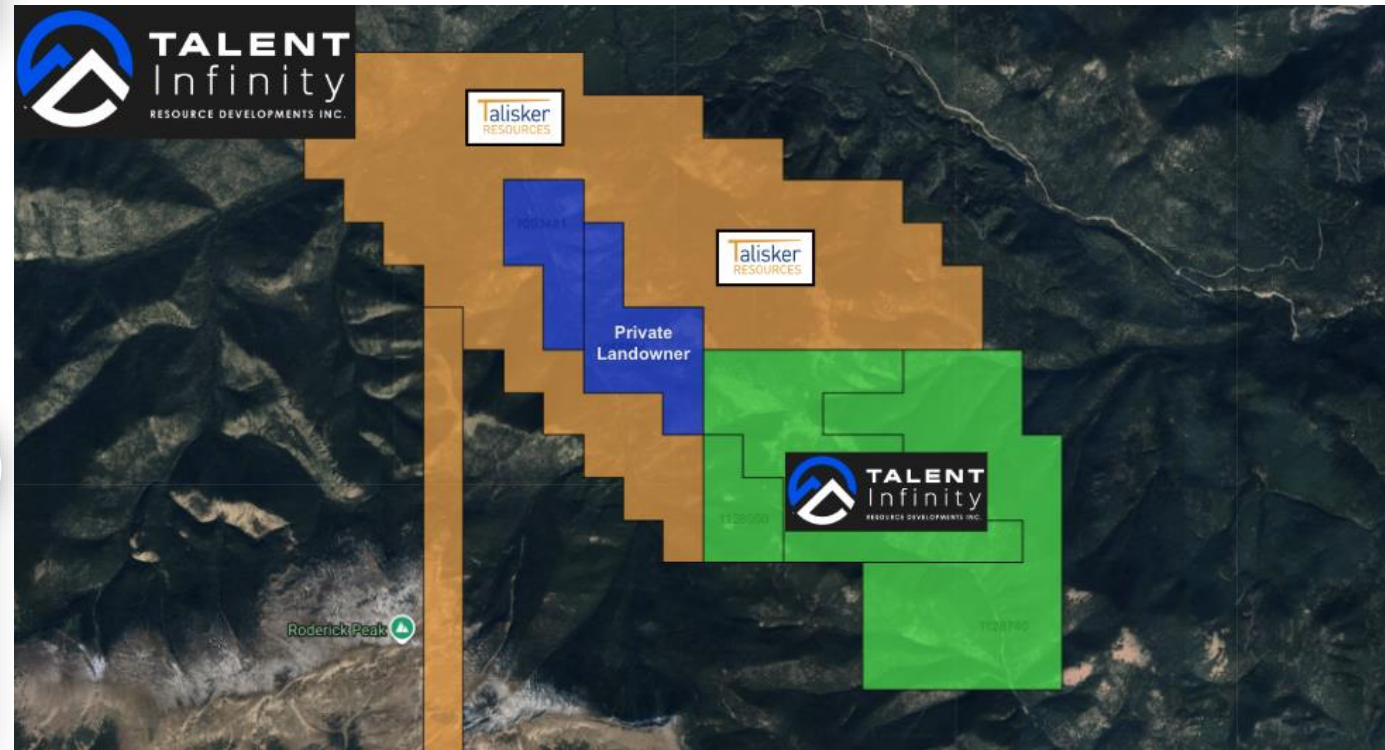 TALENT
Infinity
RESOURCE DEVELOPMENTS INC.
Talisker
RESOURCES
Talisker
RESOURCES
Private
Landowner
TALENT
Infinity
RESOURCE DEVELOPMENTS INC.
Roderick Peak